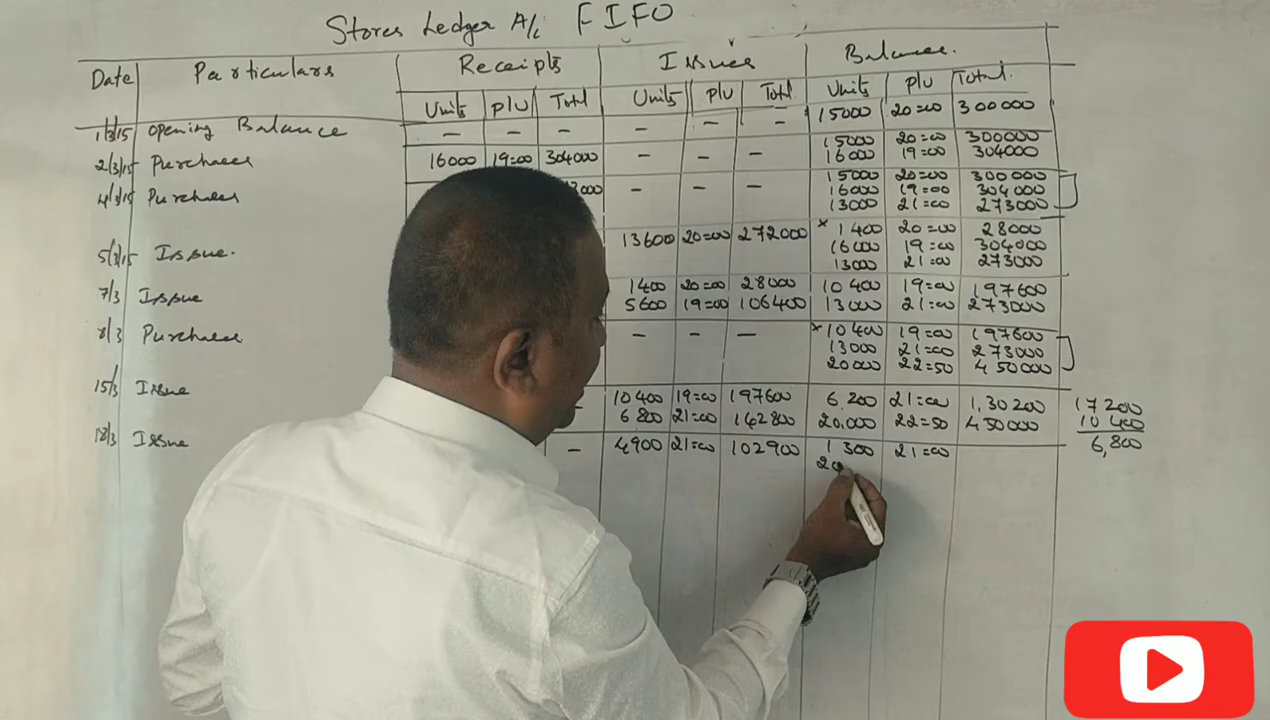 Stores Ledger A/c FIFO
Date Particulars Receipts Issues Balance.
Units P/U Total Units P/U Total Units P/U Total.
1/3/15 Opening Balance - - - - - - 15000 20=00 300000
2/3/15 Purchases 16000 19=00 304000 - - - 15000 20=00 300000
16000 19=00 304000
4/3/15 Purchases - - - 15000 20=00 300000
16000 19=00 304000
13000 21=00 273000
5/3/15 Issue. 13600 20=00 272000 * 1400 20=00 28000
16000 19=00 304000
13000 21=00 273000
7/3 Issue 1400 20=00 28000 10400 19=00 197600
5600 19=00 106400 13000 21=00 273000
8/3 Purchases - - - *10400 19=00 197600
13000 21=00 273000
20000 22=50 450000
15/3 Issue - 10400 19=00 197600 6.200 21=00 1,30200 17200
6800 21=00 142800 20,000 22=50 450000 10400
18/3 Issue - 4900 21=00 102900 1300 21=00 6,800